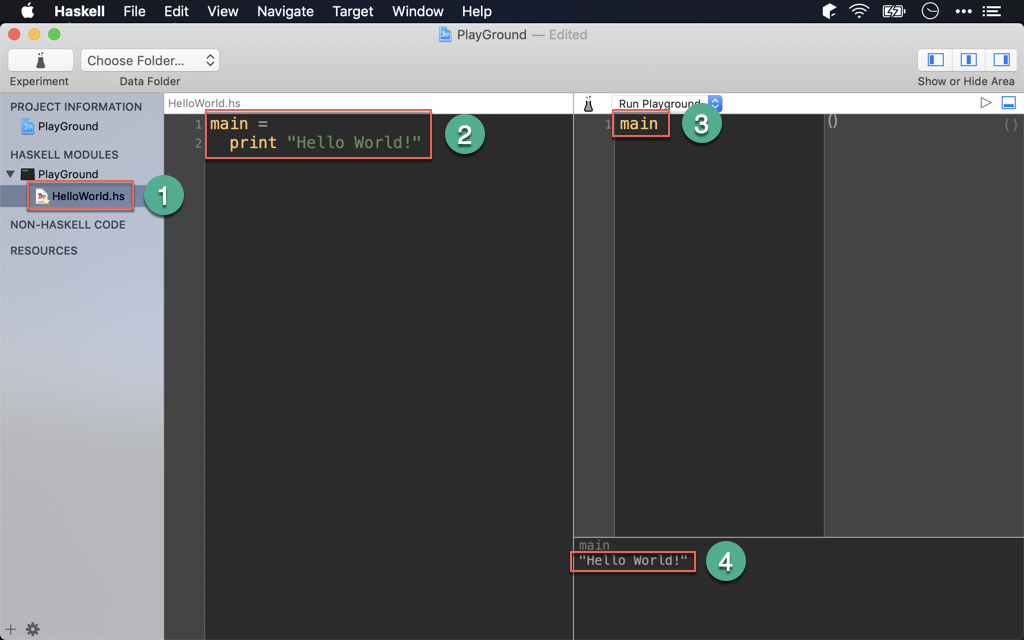 Haskell File Edit View Navigate Target Window Help
PlayGround — Edited
Choose Folder...
Experiment Data Folder Show or Hide Area
PROJECT INFORMATION
PlayGround
HASKELL MODULES
PlayGround
HelloWorld.hs
NON-HASKELL CODE
RESOURCES
1
HelloWorld.hs
1 main =
2 print "Hello World!"
2
Run Playground
1 main
3
()
()
main
"Hello World!"
4